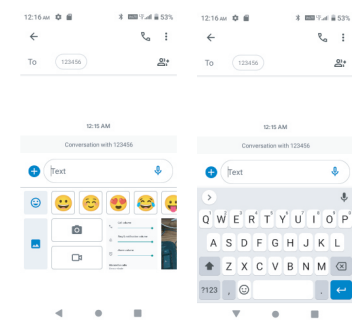 12:16 AM 53%
To 123456
12:15 AM
Conversation with 123456
Text
12:16 AM 53%
To 123456
12:15 AM
Conversation with 123456
Text
Q W E R T Y U I O P
A S D F G H J K L
Z X C V B N M
?123 , .